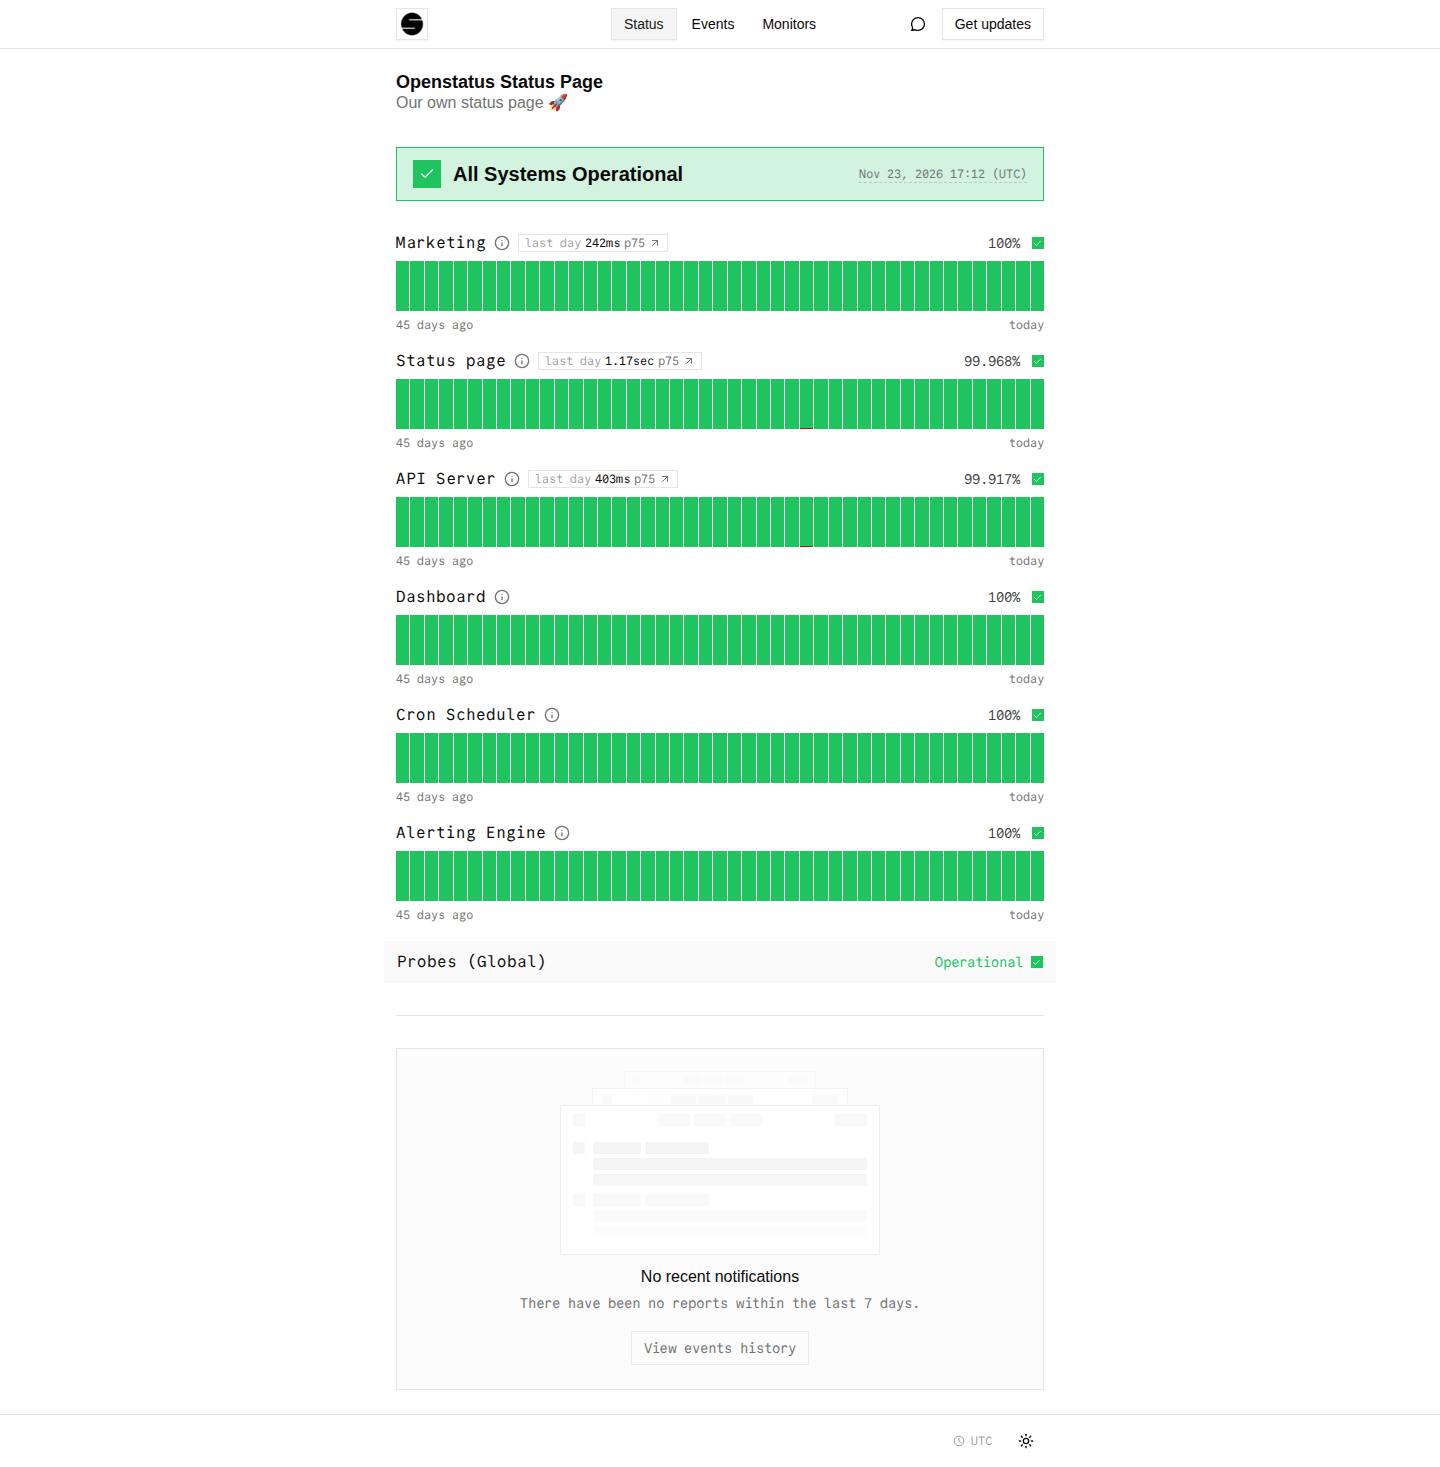 Status Events Monitors Get updates
Openstatus Status Page
Our own status page 🚀
All Systems Operational Nov 23, 2026 17:12 (UTC)
Marketing last day 242ms p75 100%
45 days ago today
Status page last day 1.17sec p75 99.968%
45 days ago today
API Server last day 403ms p75 99.917%
45 days ago today
Dashboard 100%
45 days ago today
Cron Scheduler 100%
45 days ago today
Alerting Engine 100%
45 days ago today
Probes (Global) Operational
No recent notifications
There have been no reports within the last 7 days.
View events history
UTC